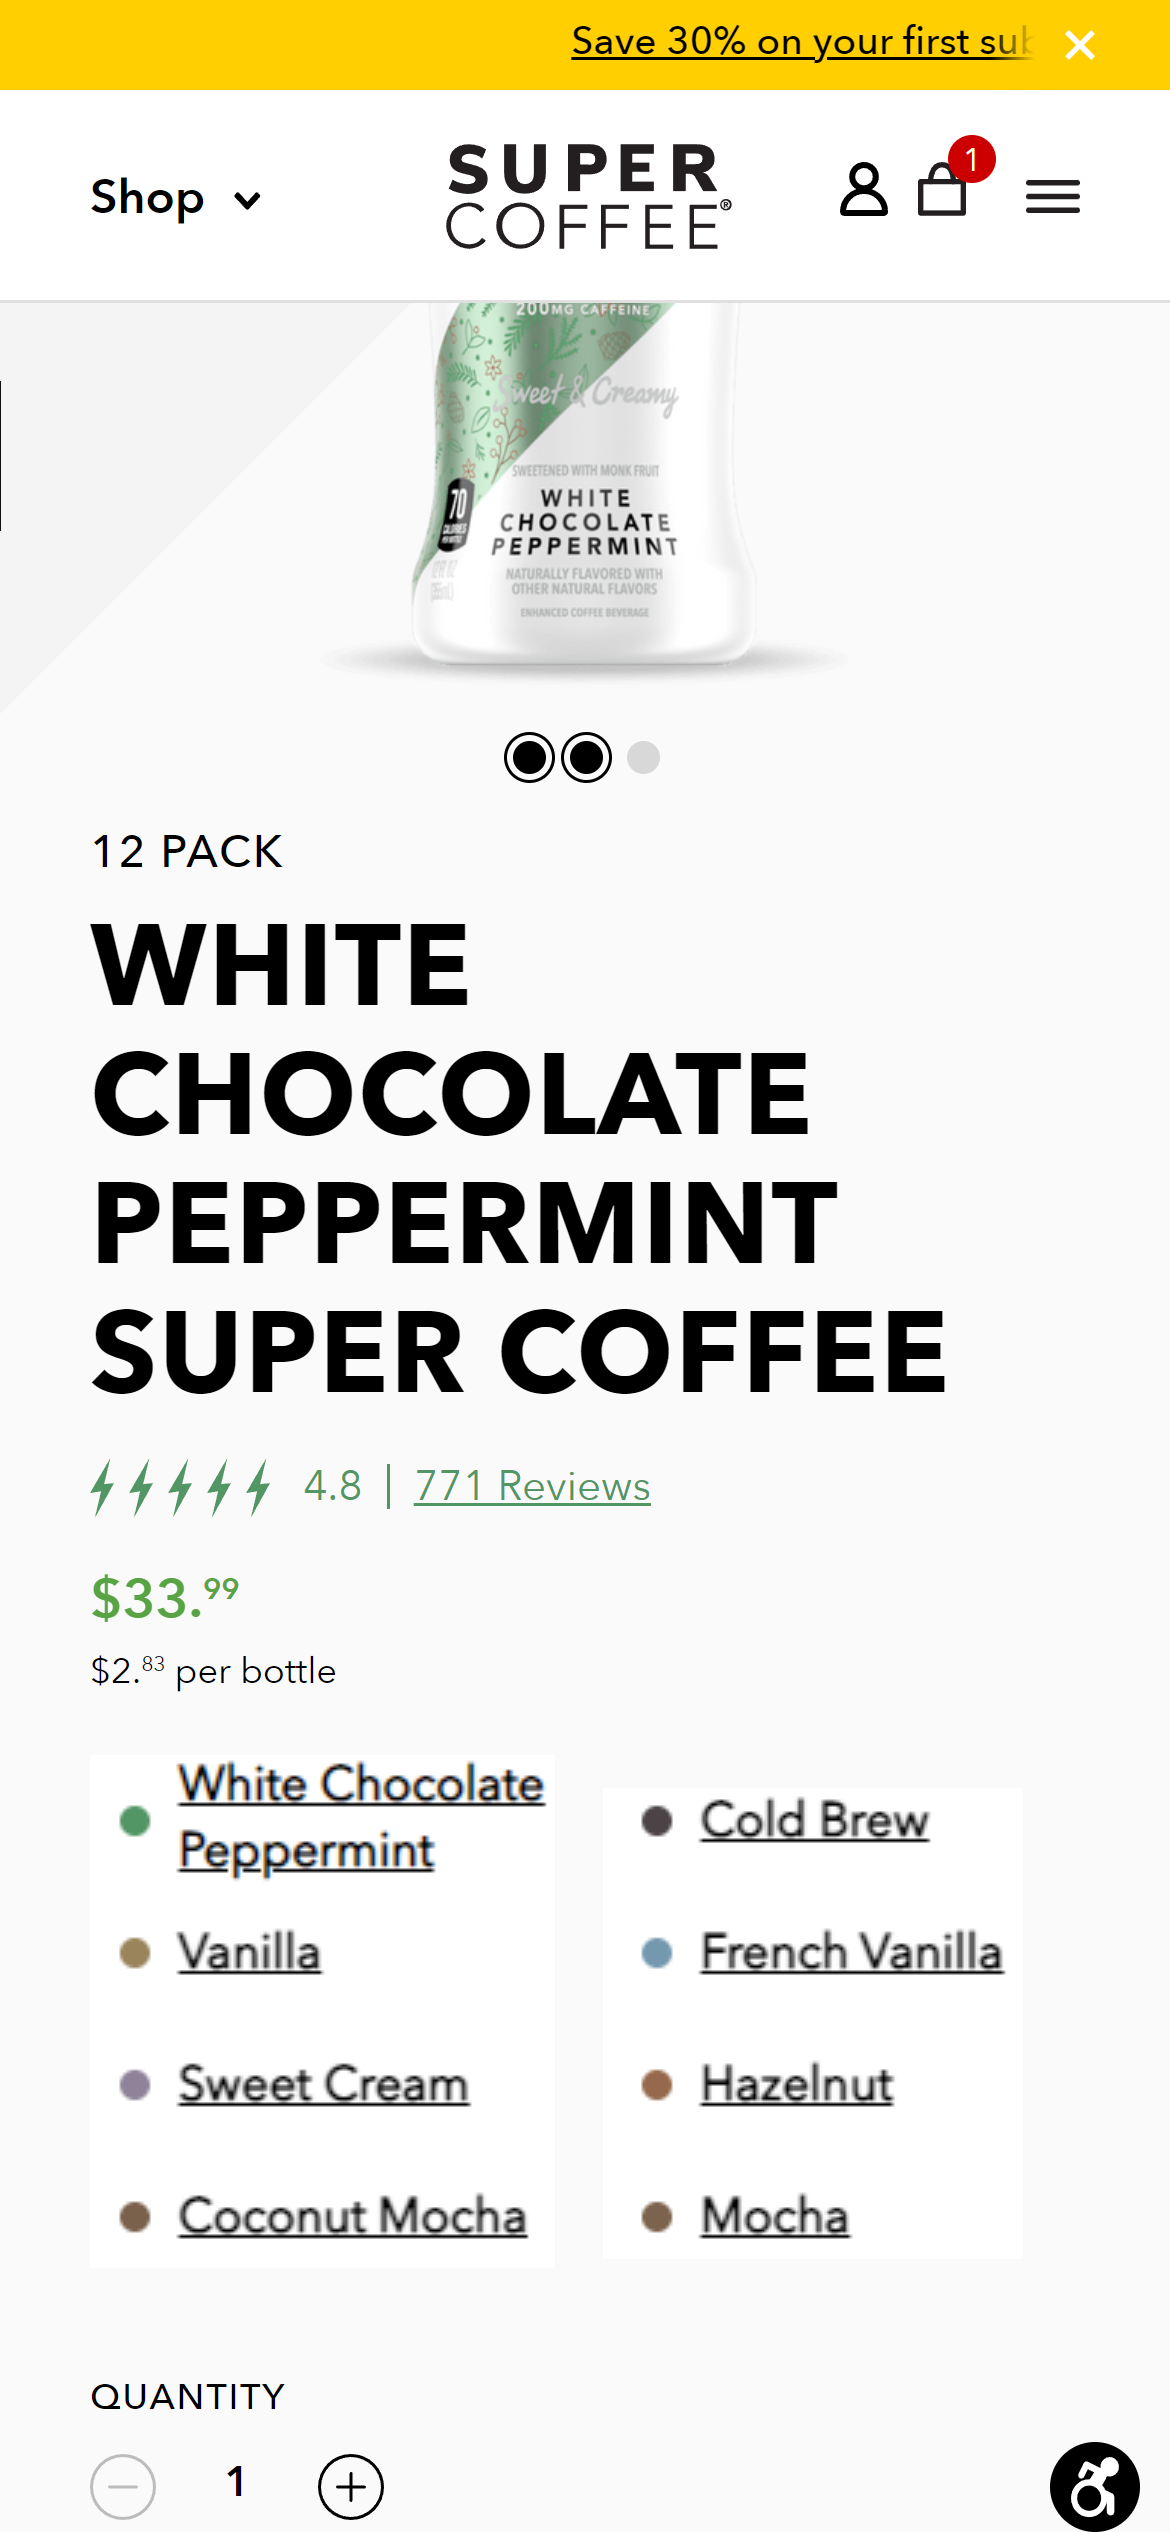 Save 30% on your first sub
Shop
SUPER
COFFEE®
1
200MG CAFFEINE
Sweet & Creamy
SWEETENED WITH MONK FRUIT
70
CALORIES
WHITE
CHOCOLATE
PEPPERMINT
NATURALLY FLAVORED WITH
OTHER NATURAL FLAVORS
ENHANCED COFFEE BEVERAGE
12 PACK
WHITE
CHOCOLATE
PEPPERMINT
SUPER COFFEE
4.8 | 771 Reviews
$33.99
$2.83 per bottle
White Chocolate
Peppermint
Cold Brew
Vanilla
French Vanilla
Sweet Cream
Hazelnut
Coconut Mocha
Mocha
QUANTITY
1